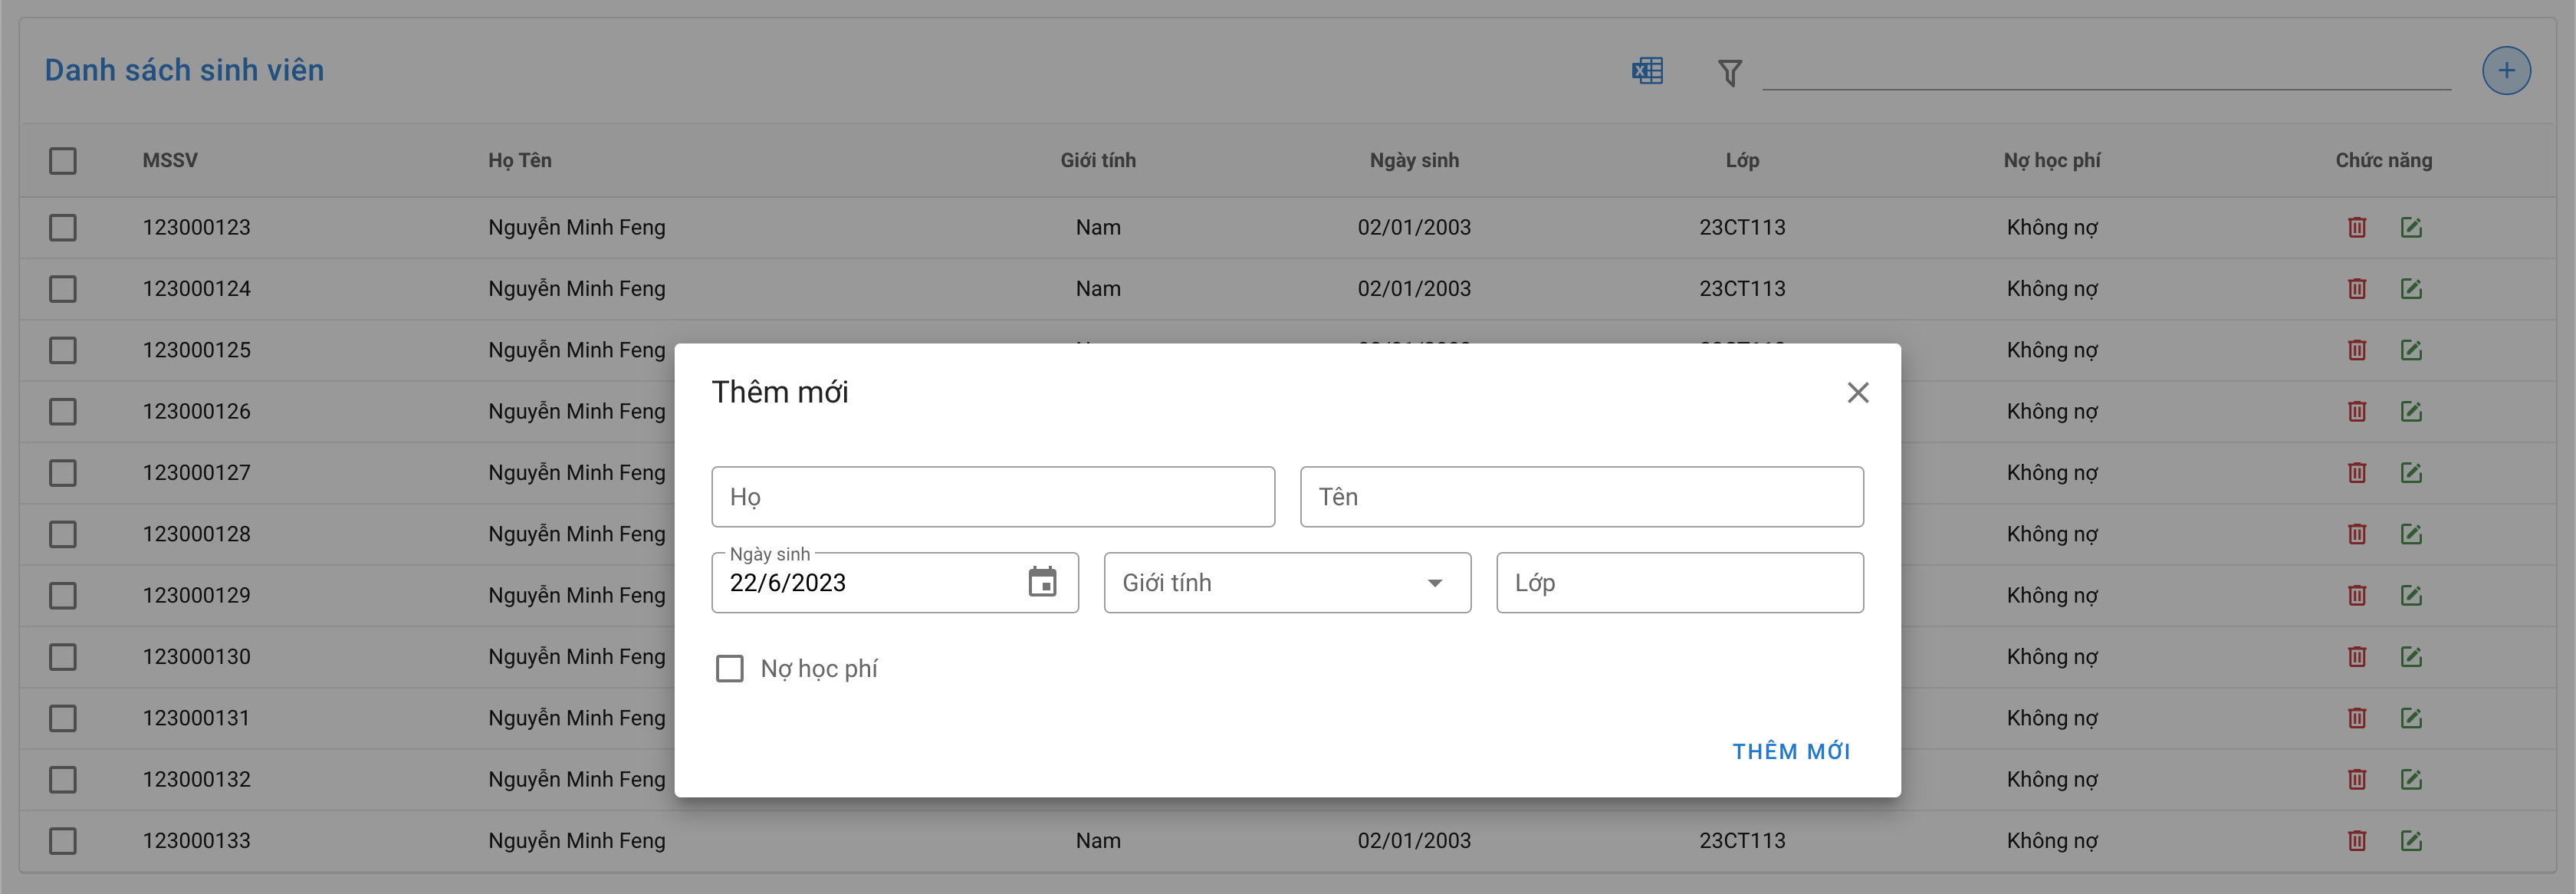 Danh sách sinh viên
MSSV Họ Tên Giới tính Ngày sinh Lớp Nợ học phí Chức năng
123000123 Nguyễn Minh Feng Nam 02/01/2003 23CT113 Không nợ
123000124 Nguyễn Minh Feng Nam 02/01/2003 23CT113 Không nợ
123000125 Nguyễn Minh Feng Không nợ
123000126 Nguyễn Minh Feng Không nợ
123000127 Nguyễn Minh Feng Không nợ
123000128 Nguyễn Minh Feng Không nợ
123000129 Nguyễn Minh Feng Không nợ
123000130 Nguyễn Minh Feng Không nợ
123000131 Nguyễn Minh Feng Không nợ
123000132 Nguyễn Minh Feng Không nợ
123000133 Nguyễn Minh Feng Nam 02/01/2003 23CT113 Không nợ
Thêm mới
Họ Tên
Ngày sinh
22/6/2023 Giới tính Lớp
Nợ học phí
THÊM MỚI